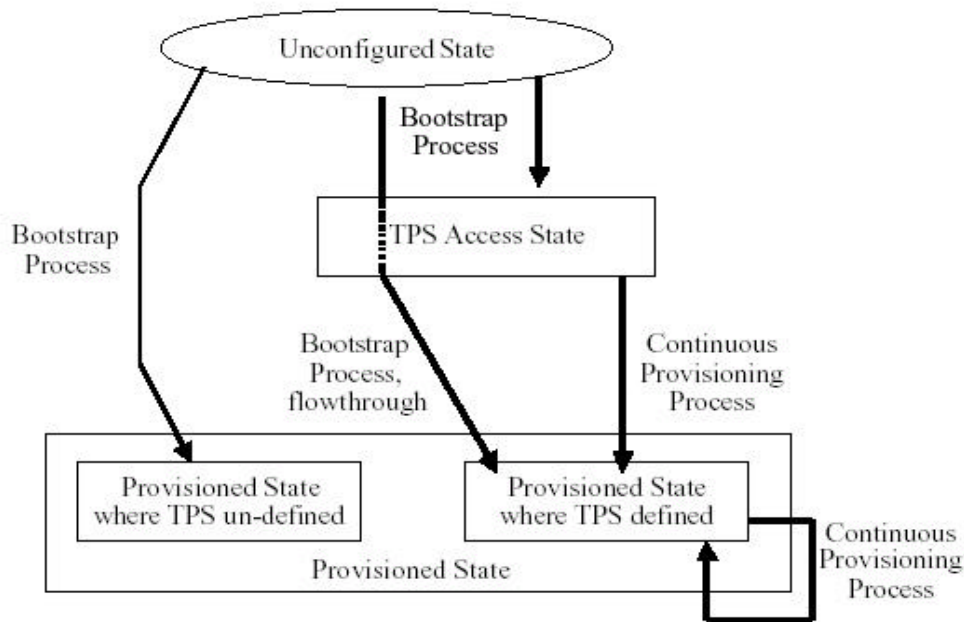 Unconfigured State
Bootstrap
Process
TPS Access State
Bootstrap
Process
Bootstrap
Process,
flowthrough
Continuous
Provisioning
Process
Provisioned State
where TPS un-defined
Provisioned State
where TPS defined
Provisioned State
Continuous
Provisioning
Process